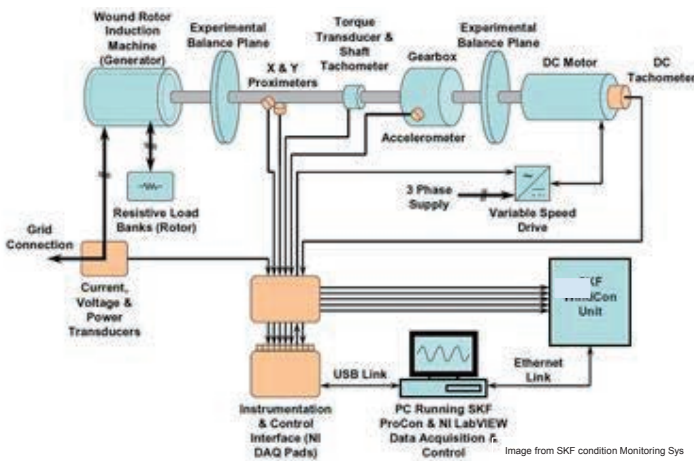 Wound Rotor
Induction
Machine
(Generator)
Experimental
Balance Plane
X & Y
Proximeters
Torque
Transducer &
Shaft
Tachometer
Gearbox
Accelerometer
Experimental
Balance Plane
DC Motor
DC
Tachometer
3 Phase
Supply
Variable Speed
Drive
Resistive Load
Banks (Rotor)
Grid
Connection
Current,
Voltage &
Power
Transducers
Unit
USB Link
Ethernet
Link
Instrumentation
& Control
Interface (NI
DAQ Pads)
PC Running SKF
ProCon & NI LabVIEW
Data Acquisition &
Control
Image from SKF condition Monitoring Sys